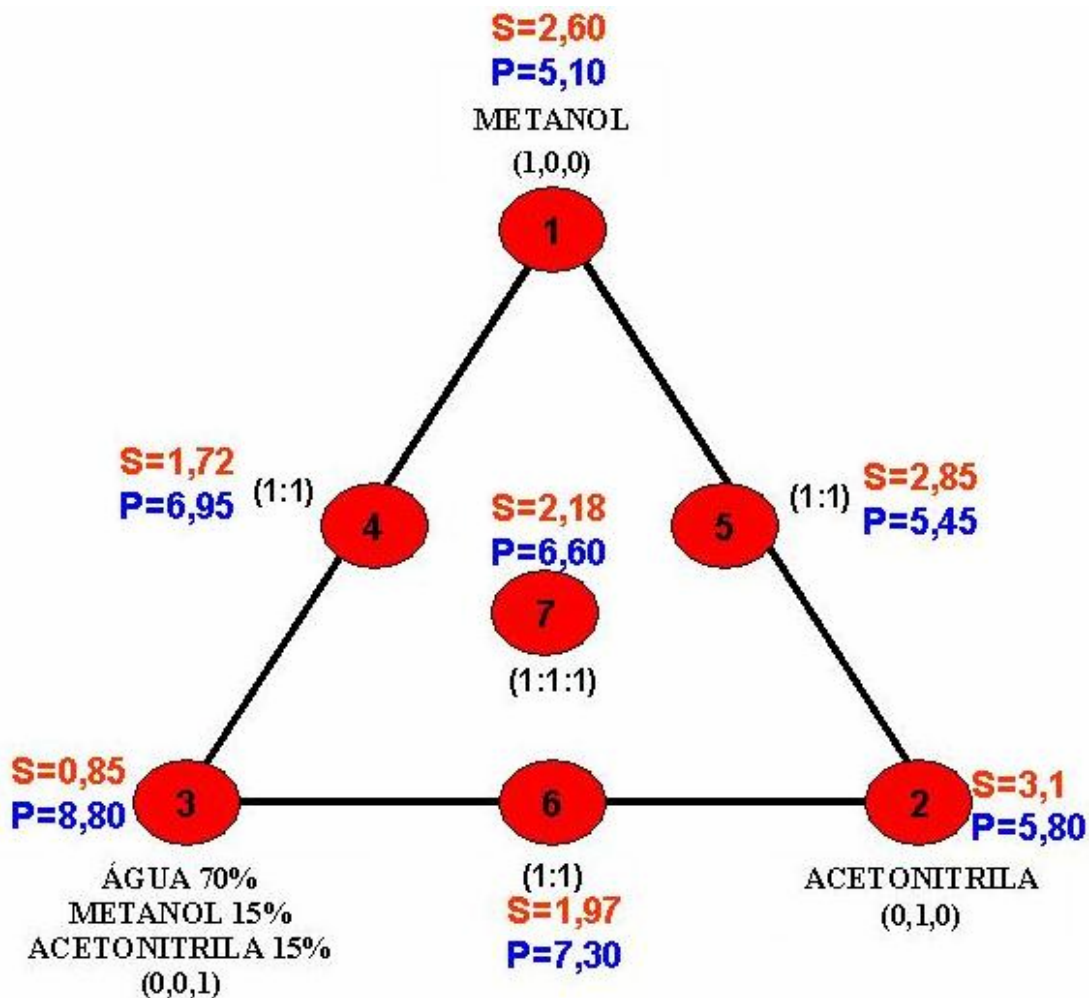 S=2,60
P=5,10
METANOL
(1,0,0)
1
S=1,72
P=6,95
(1:1)
4
S=2,18
P=6,60
7
(1:1:1)
5
(1:1)
S=2,85
P=5,45
S=0,85
P=8,80
3
ÁGUA 70%
METANOL 15%
ACETONITRILA 15%
(0,0,1)
6
(1:1)
S=1,97
P=7,30
2
S=3,1
P=5,80
ACETONITRILA
(0,1,0)